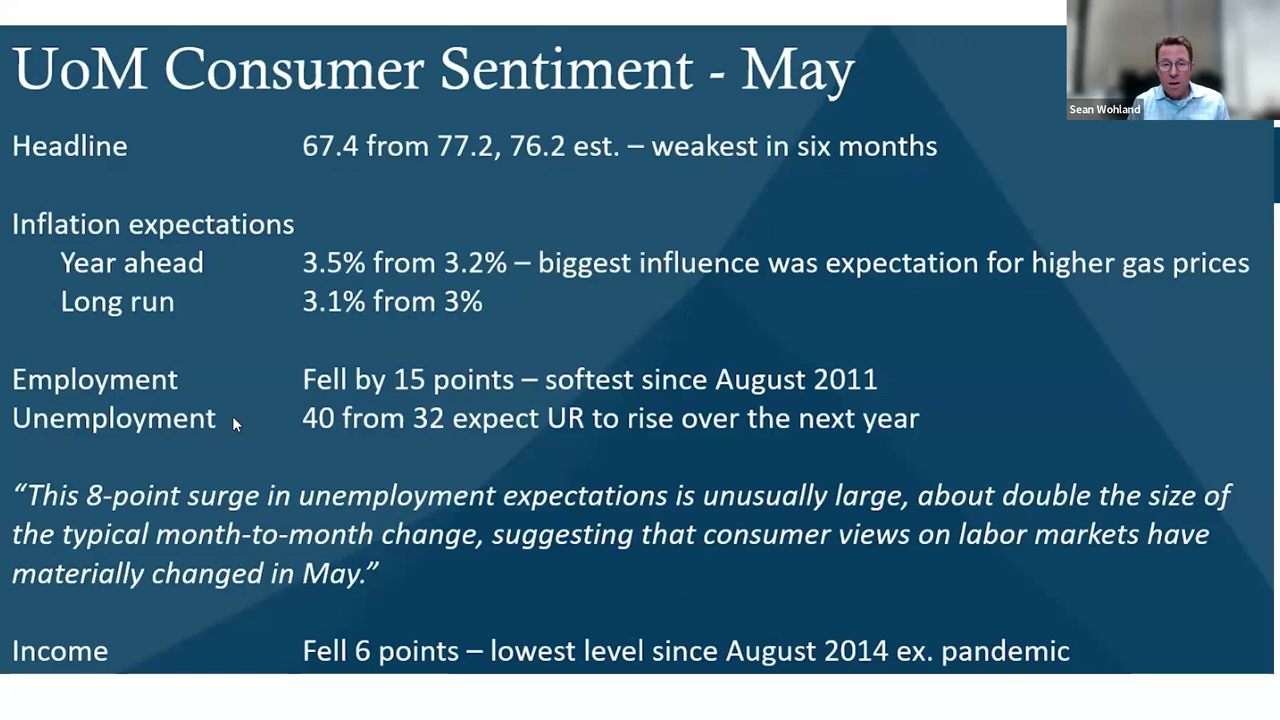 UoM Consumer Sentiment - May
Sean Wohland
Headline 67.4 from 77.2, 76.2 est. – weakest in six months
Inflation expectations
Year ahead 3.5% from 3.2% – biggest influence was expectation for higher gas prices
Long run 3.1% from 3%
Employment Fell by 15 points – softest since August 2011
Unemployment 40 from 32 expect UR to rise over the next year
“This 8-point surge in unemployment expectations is unusually large, about double the size of
the typical month-to-month change, suggesting that consumer views on labor markets have
materially changed in May.”
Income Fell 6 points – lowest level since August 2014 ex. pandemic